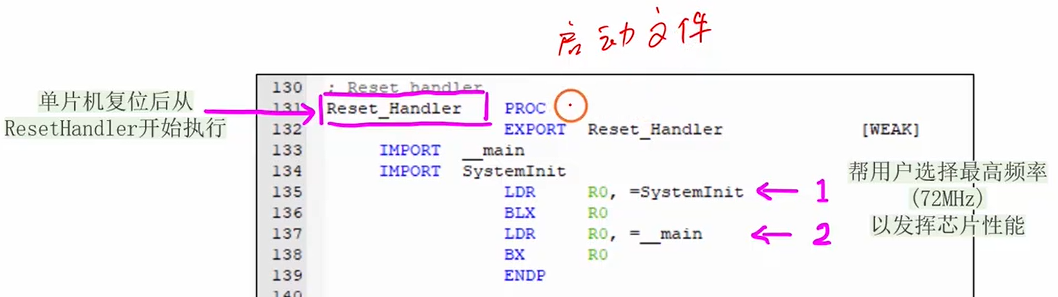 启动文件
单片机复位后从
ResetHandler开始执行
130 ; Reset handler
131 Reset_Handler PROC
132 EXPORT Reset_Handler [WEAK]
133 IMPORT __main
134 IMPORT SystemInit
135 LDR R0, =SystemInit
136 BLX R0
137 LDR R0, =__main
138 BX R0
139 ENDP
140
1
2
帮用户选择最高频率
(72MHz)
以发挥芯片性能